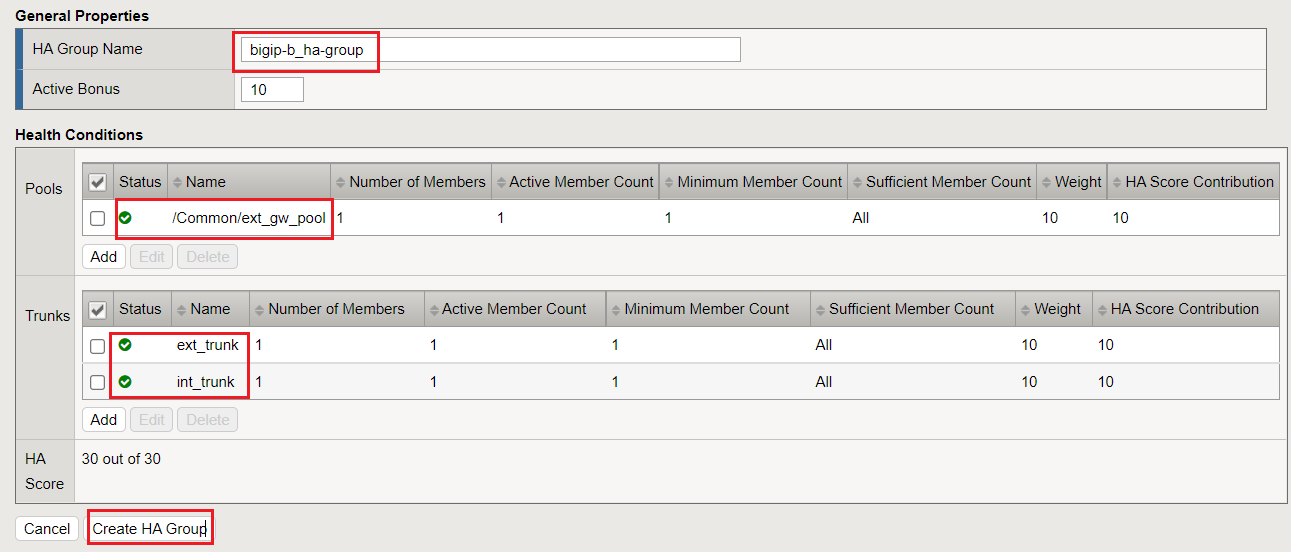 General Properties
HA Group Name bigip-b_ha-group
Active Bonus 10
Health Conditions
Pools
Status Name Number of Members Active Member Count Minimum Member Count Sufficient Member Count Weight HA Score Contribution
/Common/ext_gw_pool 1 1 1 All 10 10
Add Edit Delete
Trunks
Status Name Number of Members Active Member Count Minimum Member Count Sufficient Member Count Weight HA Score Contribution
ext_trunk 1 1 1 All 10 10
int_trunk 1 1 1 All 10 10
Add Edit Delete
HA Score 30 out of 30
Cancel Create HA Group